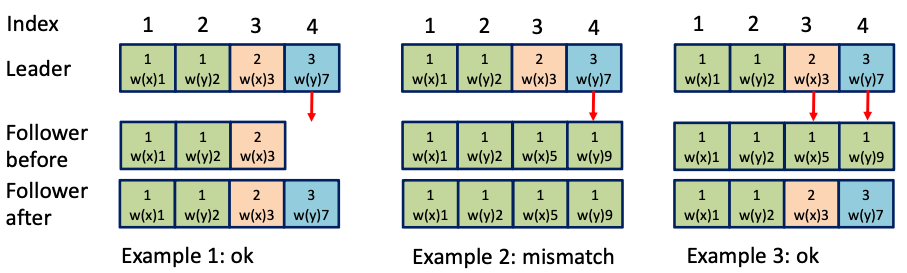 Index 1 2 3 4 1 2 3 4 1 2 3 4
Leader
1 1 2 3 1 1 2 3 1 1 2 3
w(x)1 w(y)2 w(x)3 w(y)7 w(x)1 w(y)2 w(x)3 w(y)7 w(x)1 w(y)2 w(x)3 w(y)7
Follower
before
1 1 2 1 1 1 1 1 1 1 1
w(x)1 w(y)2 w(x)3 w(x)1 w(y)2 w(x)5 w(y)9 w(x)1 w(y)2 w(x)5 w(y)9
Follower
after
1 1 2 3 1 1 1 1 1 1 2 3
w(x)1 w(y)2 w(x)3 w(y)7 w(x)1 w(y)2 w(x)5 w(y)9 w(x)1 w(y)2 w(x)3 w(y)7
Example 1: ok Example 2: mismatch Example 3: ok